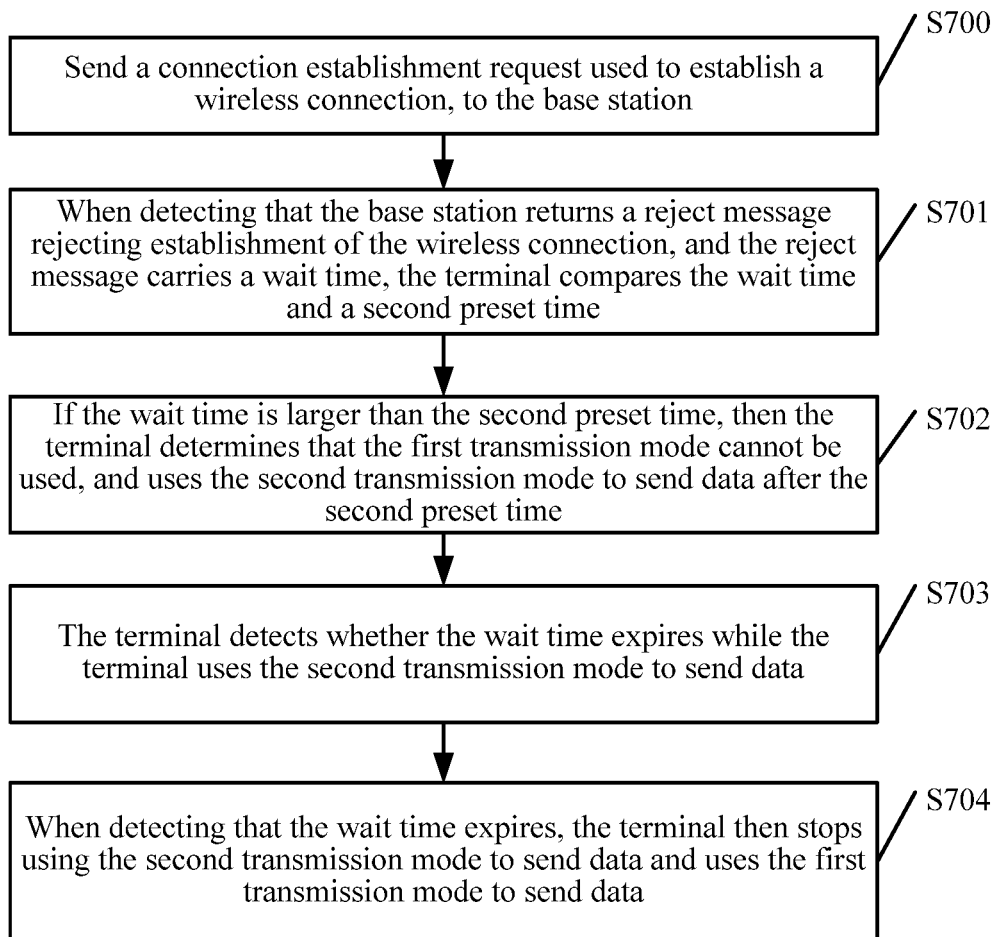 S700
Send a connection establishment request used to establish a
wireless connection, to the base station
S701
When detecting that the base station returns a reject message
rejecting establishment of the wireless connection, and the reject
message carries a wait time, the terminal compares the wait time
and a second preset time
S702
If the wait time is larger than the second preset time, then the
terminal determines that the first transmission mode cannot be
used, and uses the second transmission mode to send data after the
second preset time
S703
The terminal detects whether the wait time expires while the
terminal uses the second transmission mode to send data
S704
When detecting that the wait time expires, the terminal then stops
using the second transmission mode to send data and uses the first
transmission mode to send data